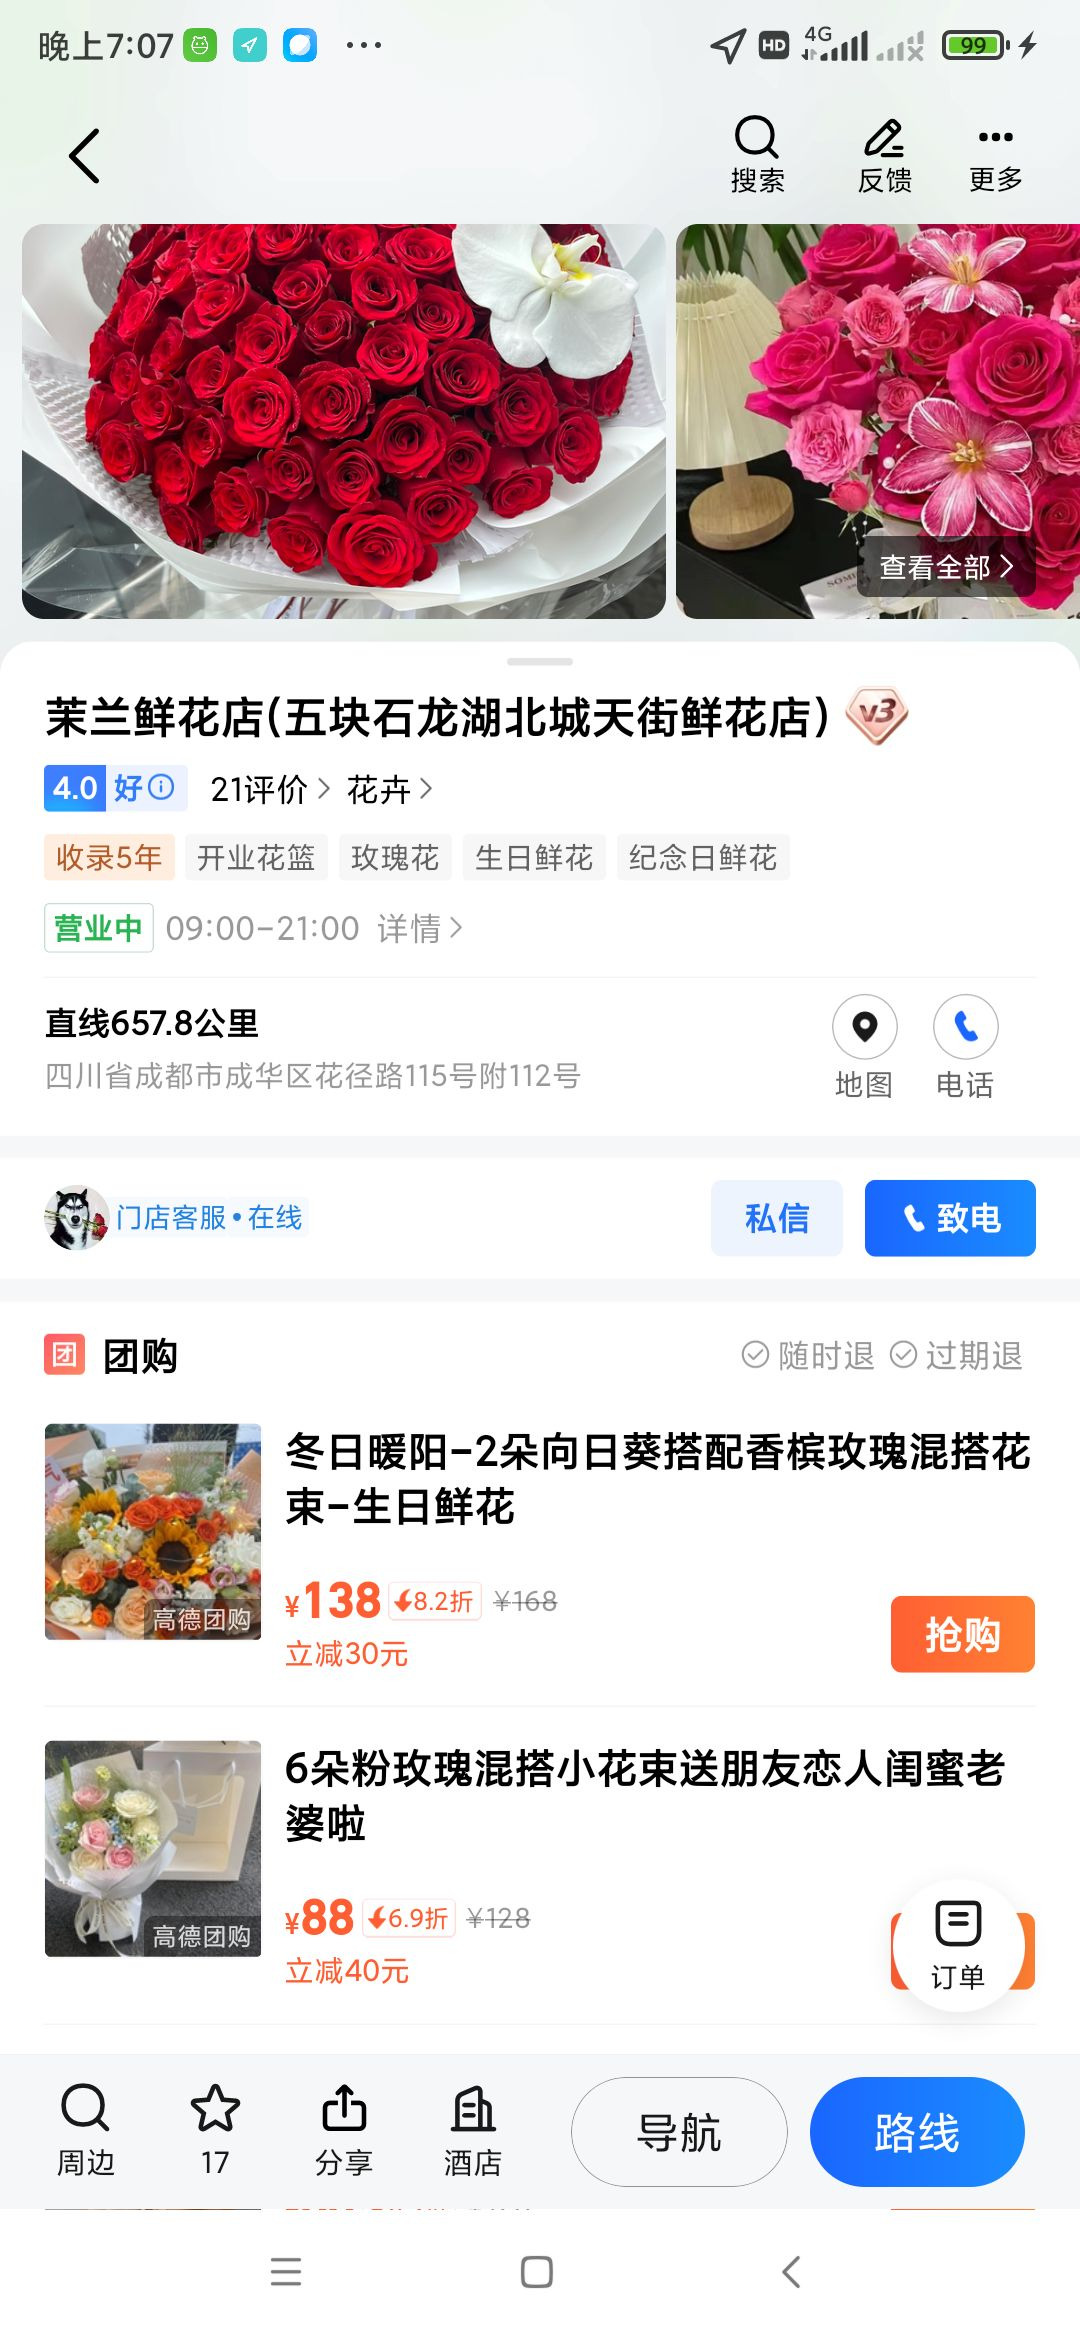 晚上7:07
HD
4G
99
搜索
反馈
更多
查看全部
茉兰鲜花店(五块石龙湖北城天街鲜花店)
v3
4.0 好 21评价 花卉
收录5年 开业花篮 玫瑰花 生日鲜花 纪念日鲜花
营业中 09:00-21:00 详情
直线657.8公里
四川省成都市成华区花径路115号附112号
地图
电话
门店客服•在线
私信
致电
团 团购
随时退 过期退
冬日暖阳-2朵向日葵搭配香槟玫瑰混搭花
束-生日鲜花
高德团购
¥138 8.2折 ¥168
立减30元
抢购
6朵粉玫瑰混搭小花束送朋友恋人闺蜜老
婆啦
高德团购
¥88 6.9折 ¥128
立减40元
订单
周边
17
分享
酒店
导航
路线